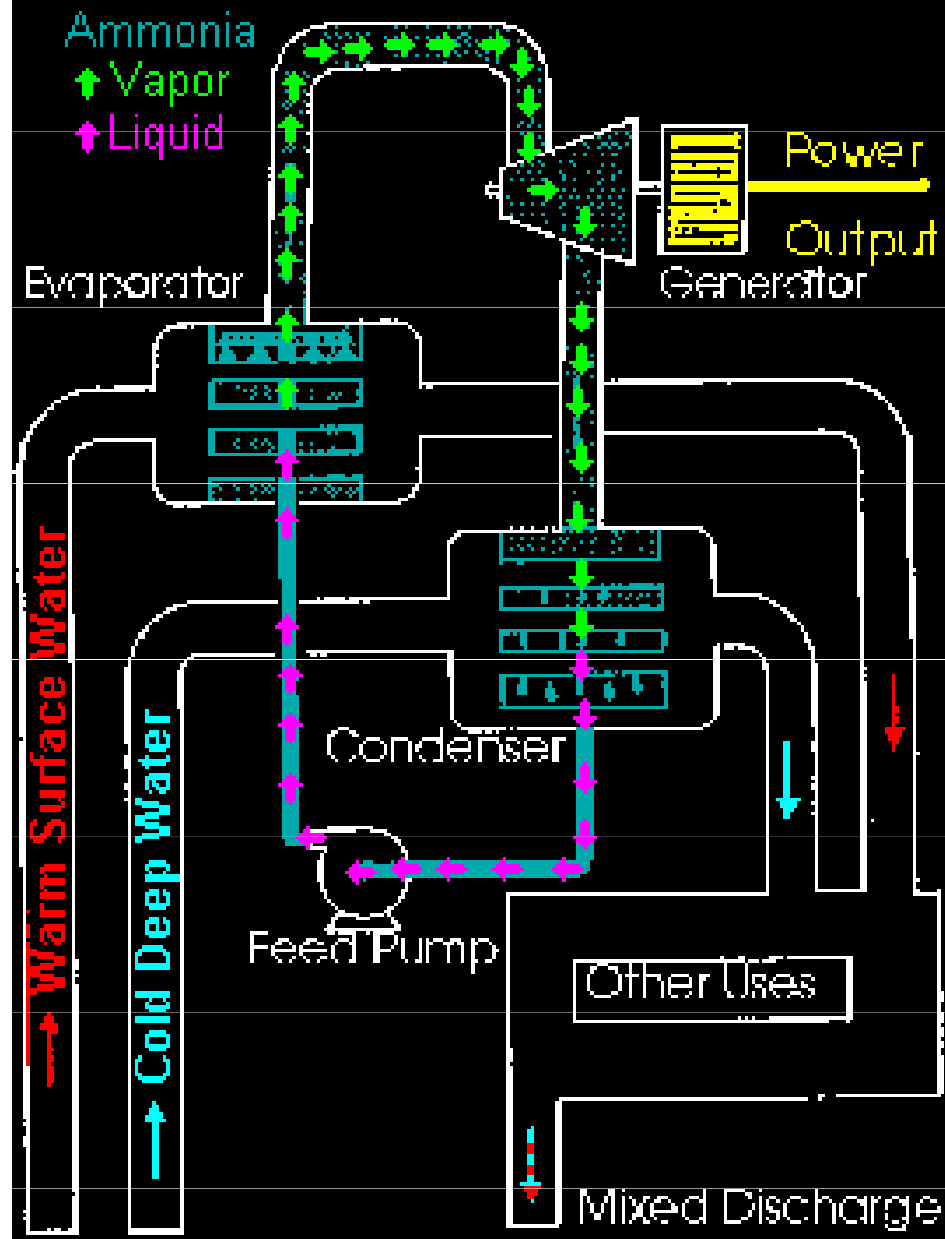 Ammonia
Vapor
Liquid
Power
Output
Evaporator
Generator
Warm Surface Water
Cold Deep Water
Condenser
Feed Pump
Other Uses
Mixed Discharge